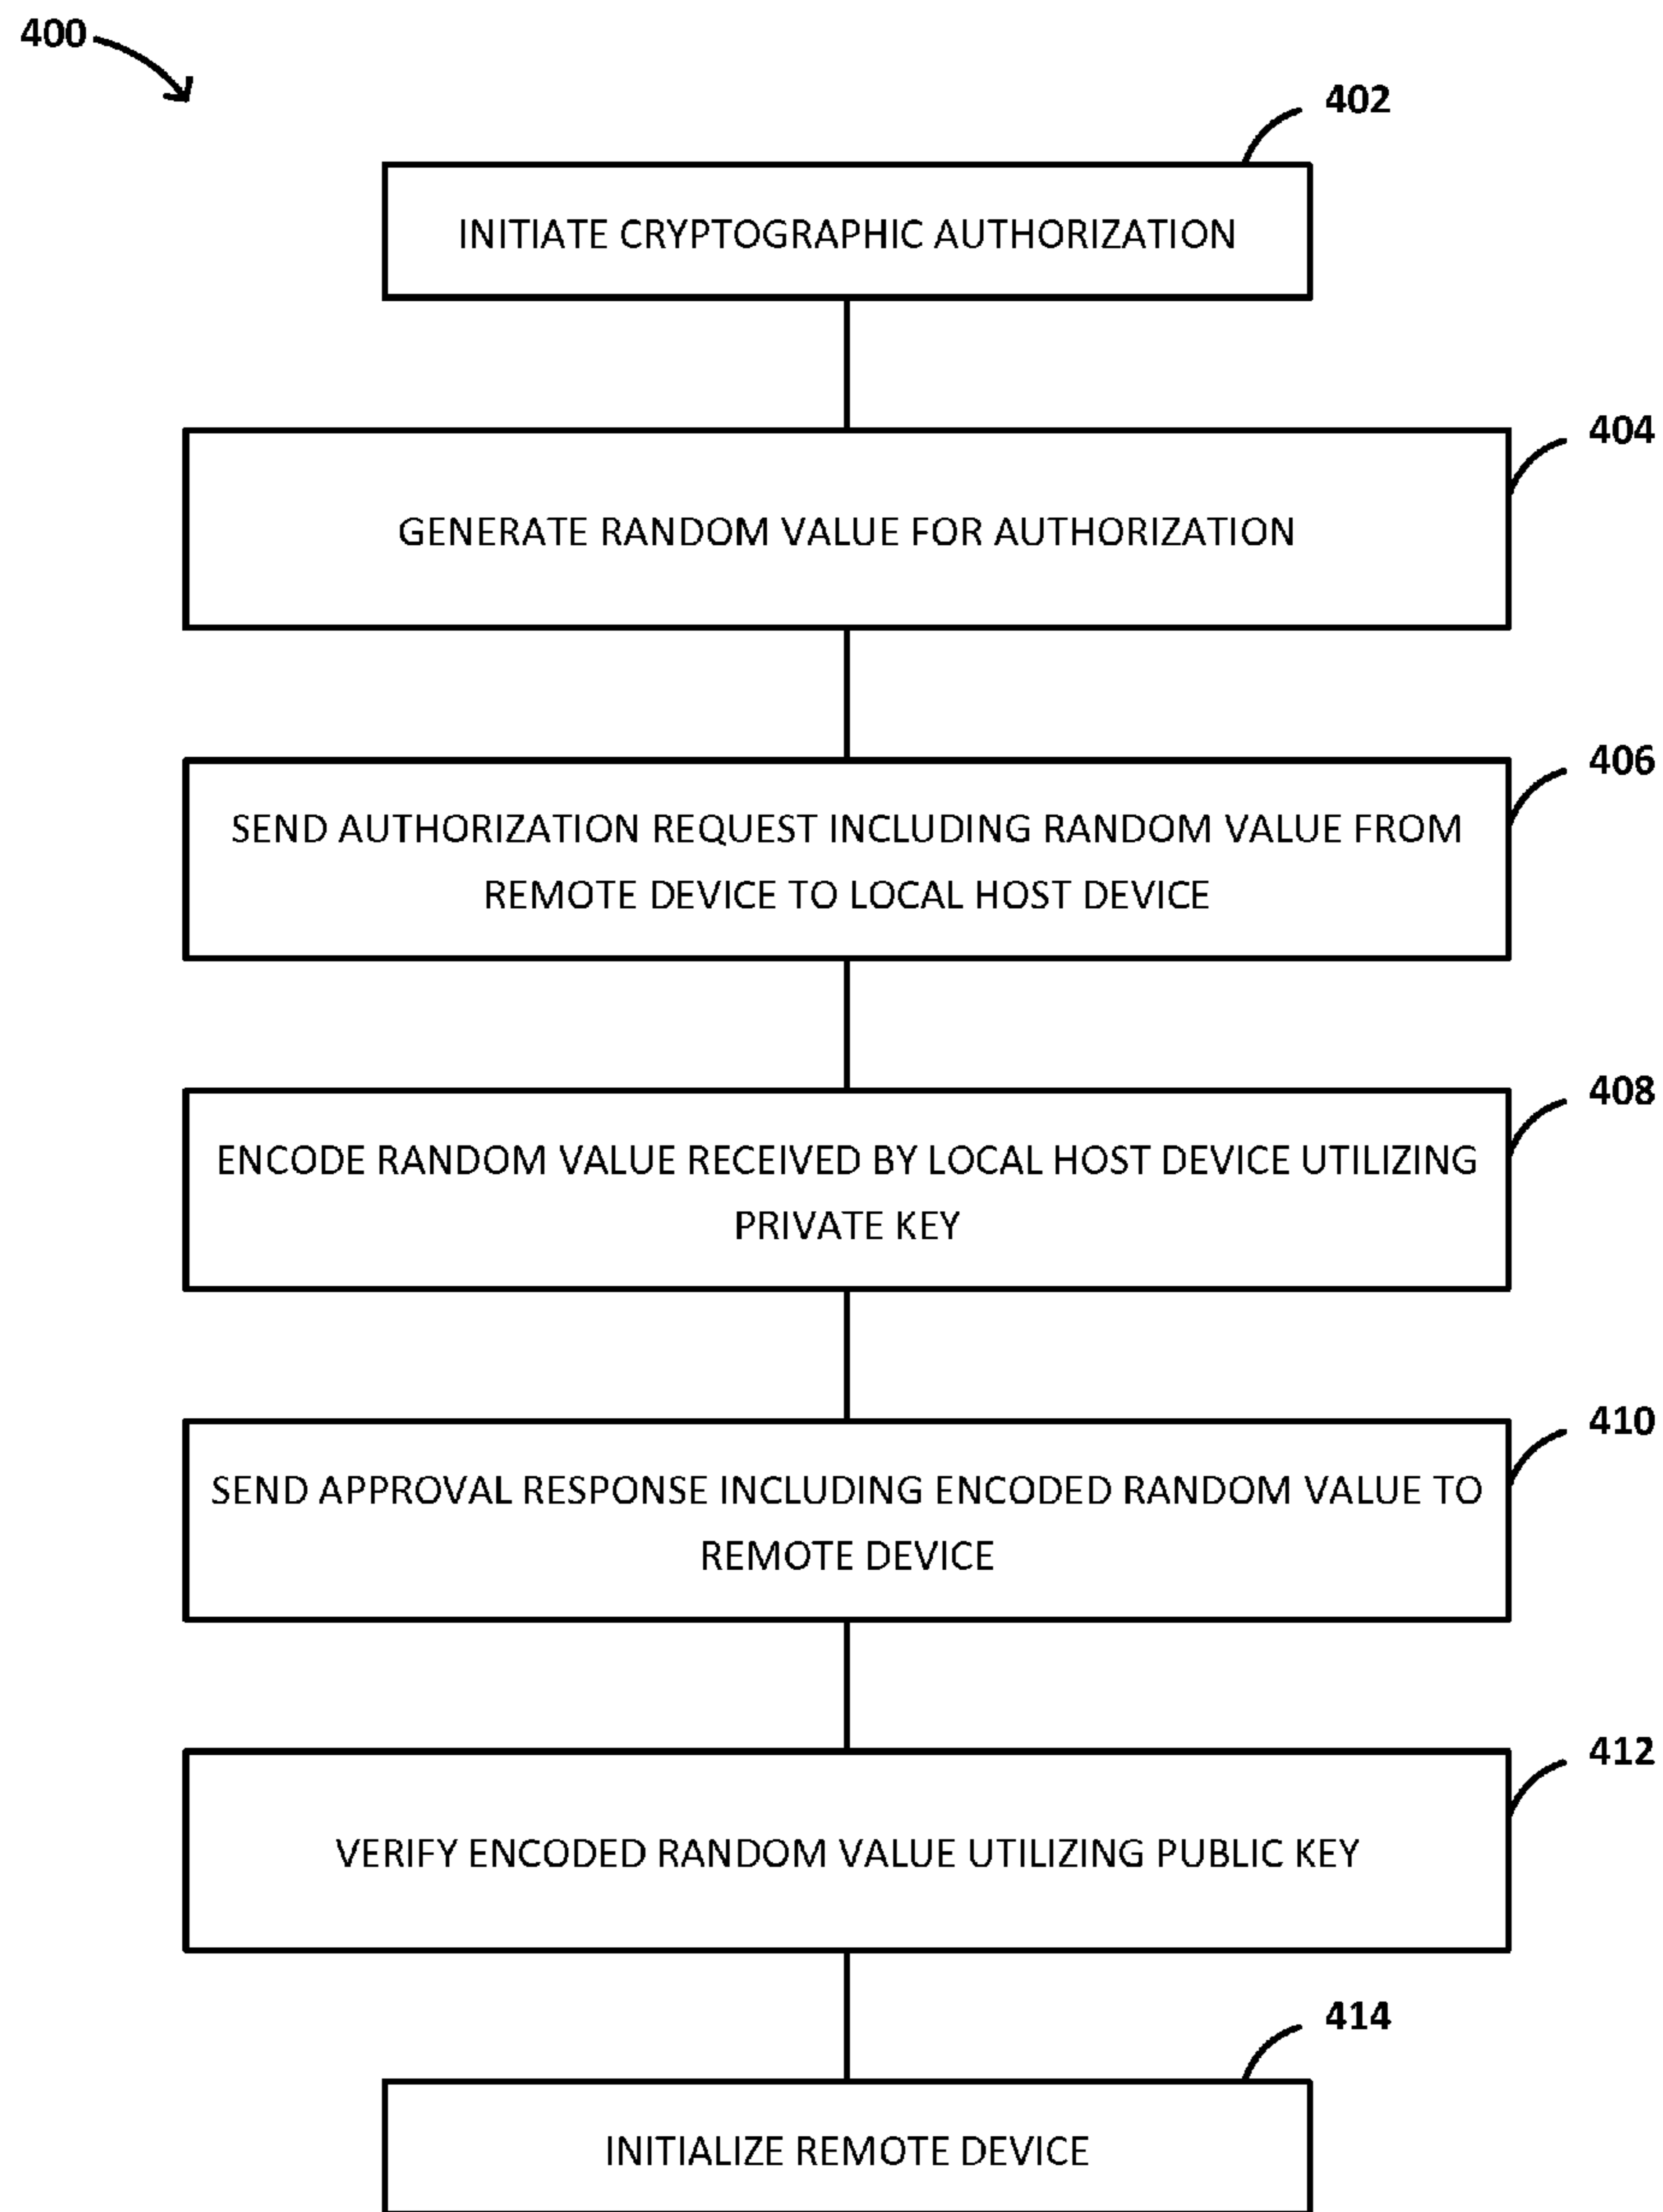 400
402
INITIATE CRYPTOGRAPHIC AUTHORIZATION
404
GENERATE RANDOM VALUE FOR AUTHORIZATION
406
SEND AUTHORIZATION REQUEST INCLUDING RANDOM VALUE FROM
REMOTE DEVICE TO LOCAL HOST DEVICE
408
ENCODE RANDOM VALUE RECEIVED BY LOCAL HOST DEVICE UTILIZING
PRIVATE KEY
410
SEND APPROVAL RESPONSE INCLUDING ENCODED RANDOM VALUE TO
REMOTE DEVICE
412
VERIFY ENCODED RANDOM VALUE UTILIZING PUBLIC KEY
414
INITIALIZE REMOTE DEVICE